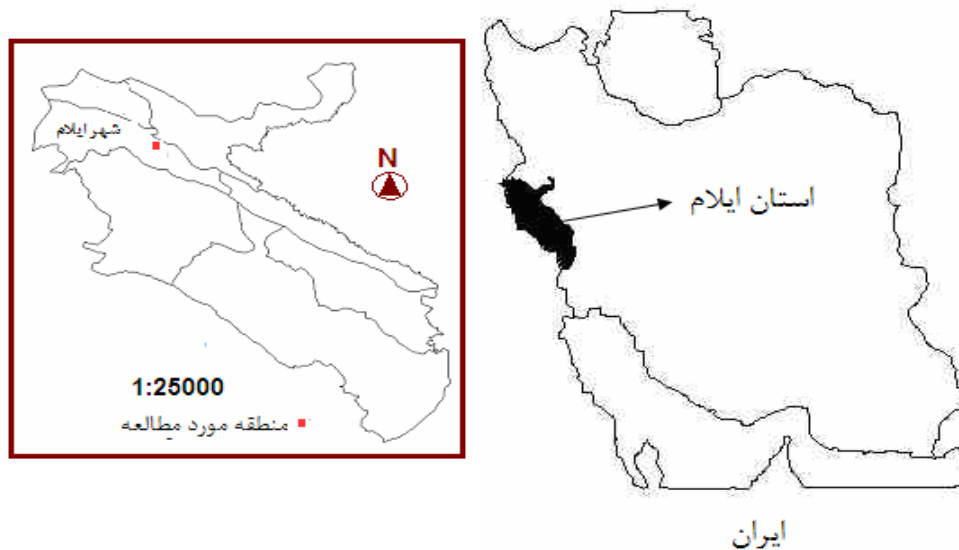 شهر ایلام
N
1:25000
منطقه مورد مطالعه
استان ایلام
ایران